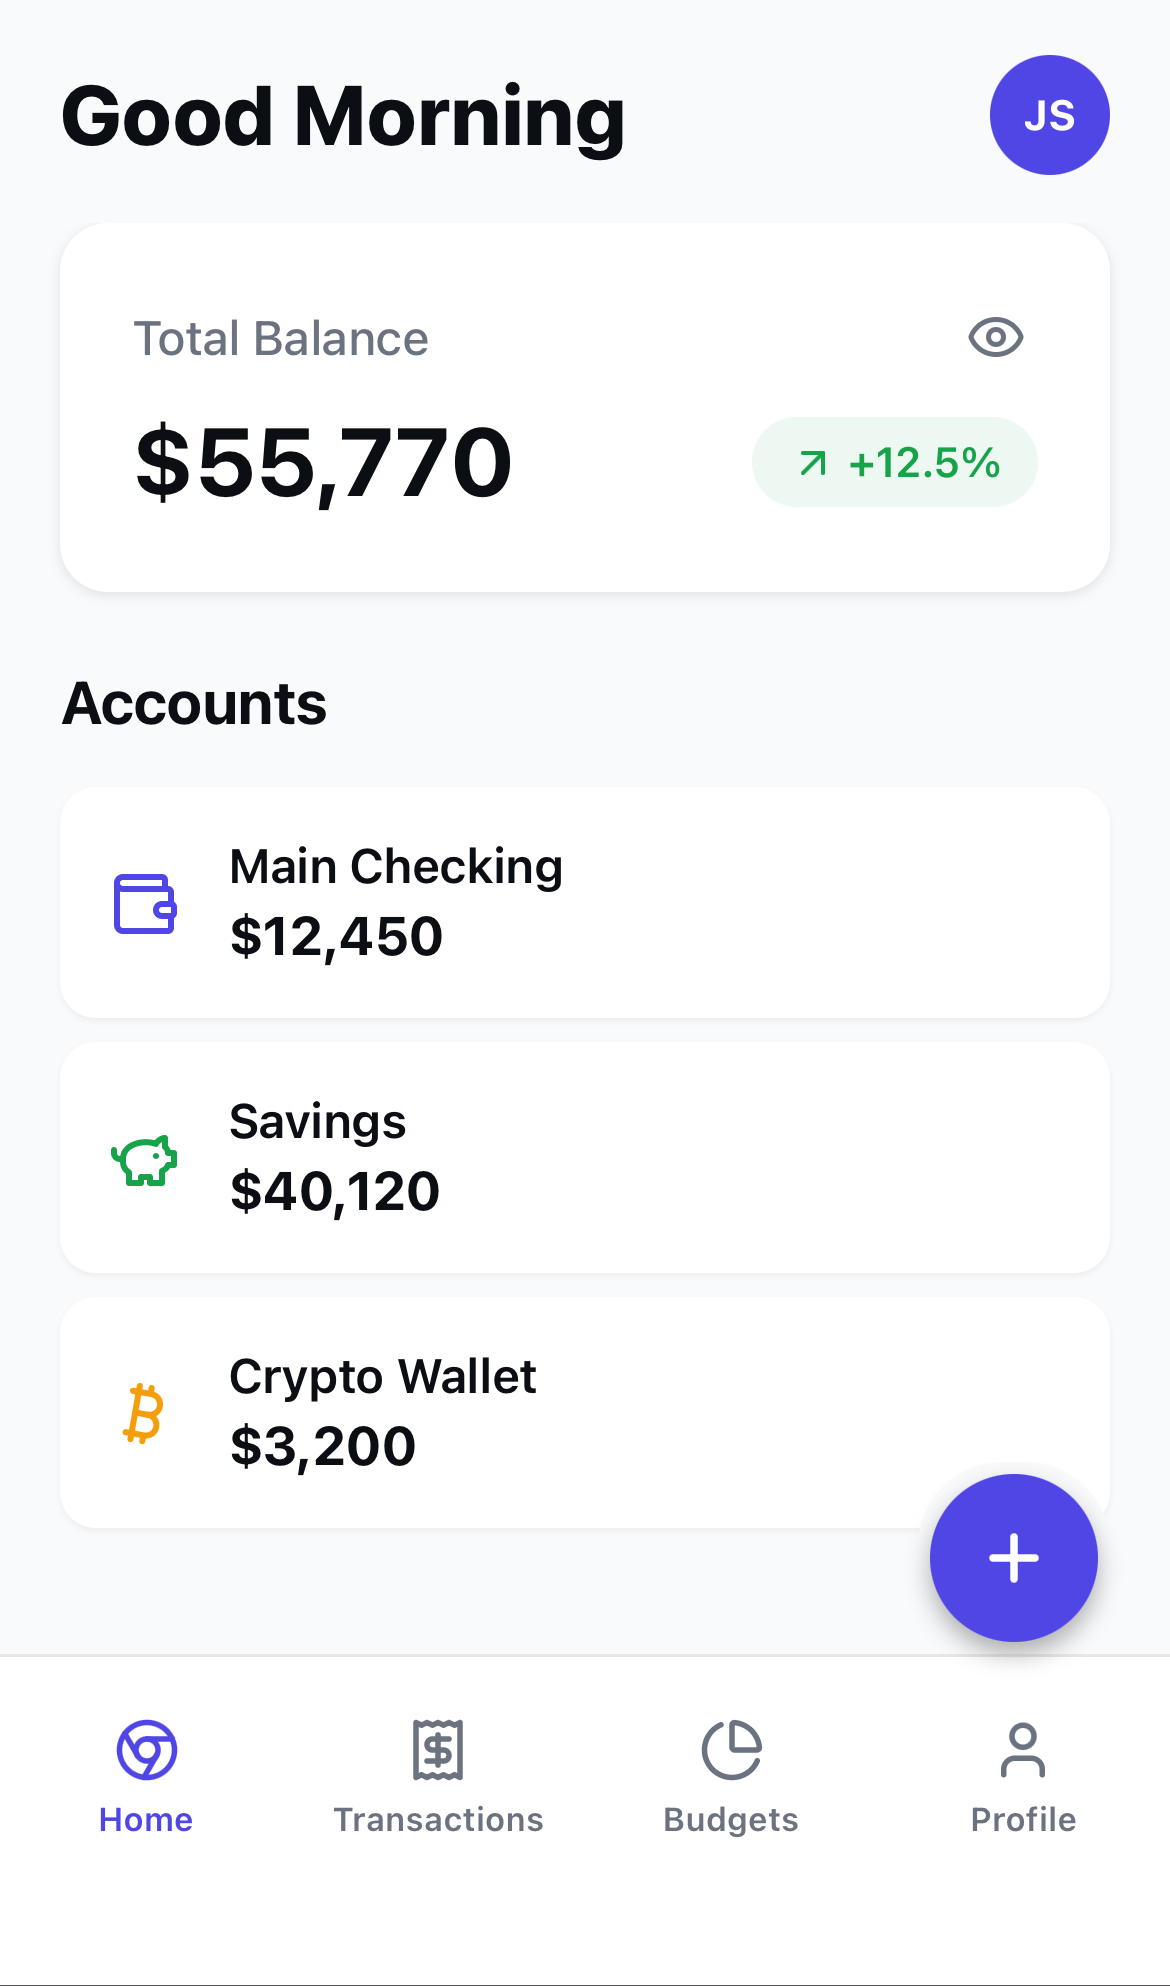 Good Morning
JS
Total Balance
$55,770
+12.5%
Accounts
Main Checking
$12,450
Savings
$40,120
Crypto Wallet
$3,200
Home
Transactions
Budgets
Profile